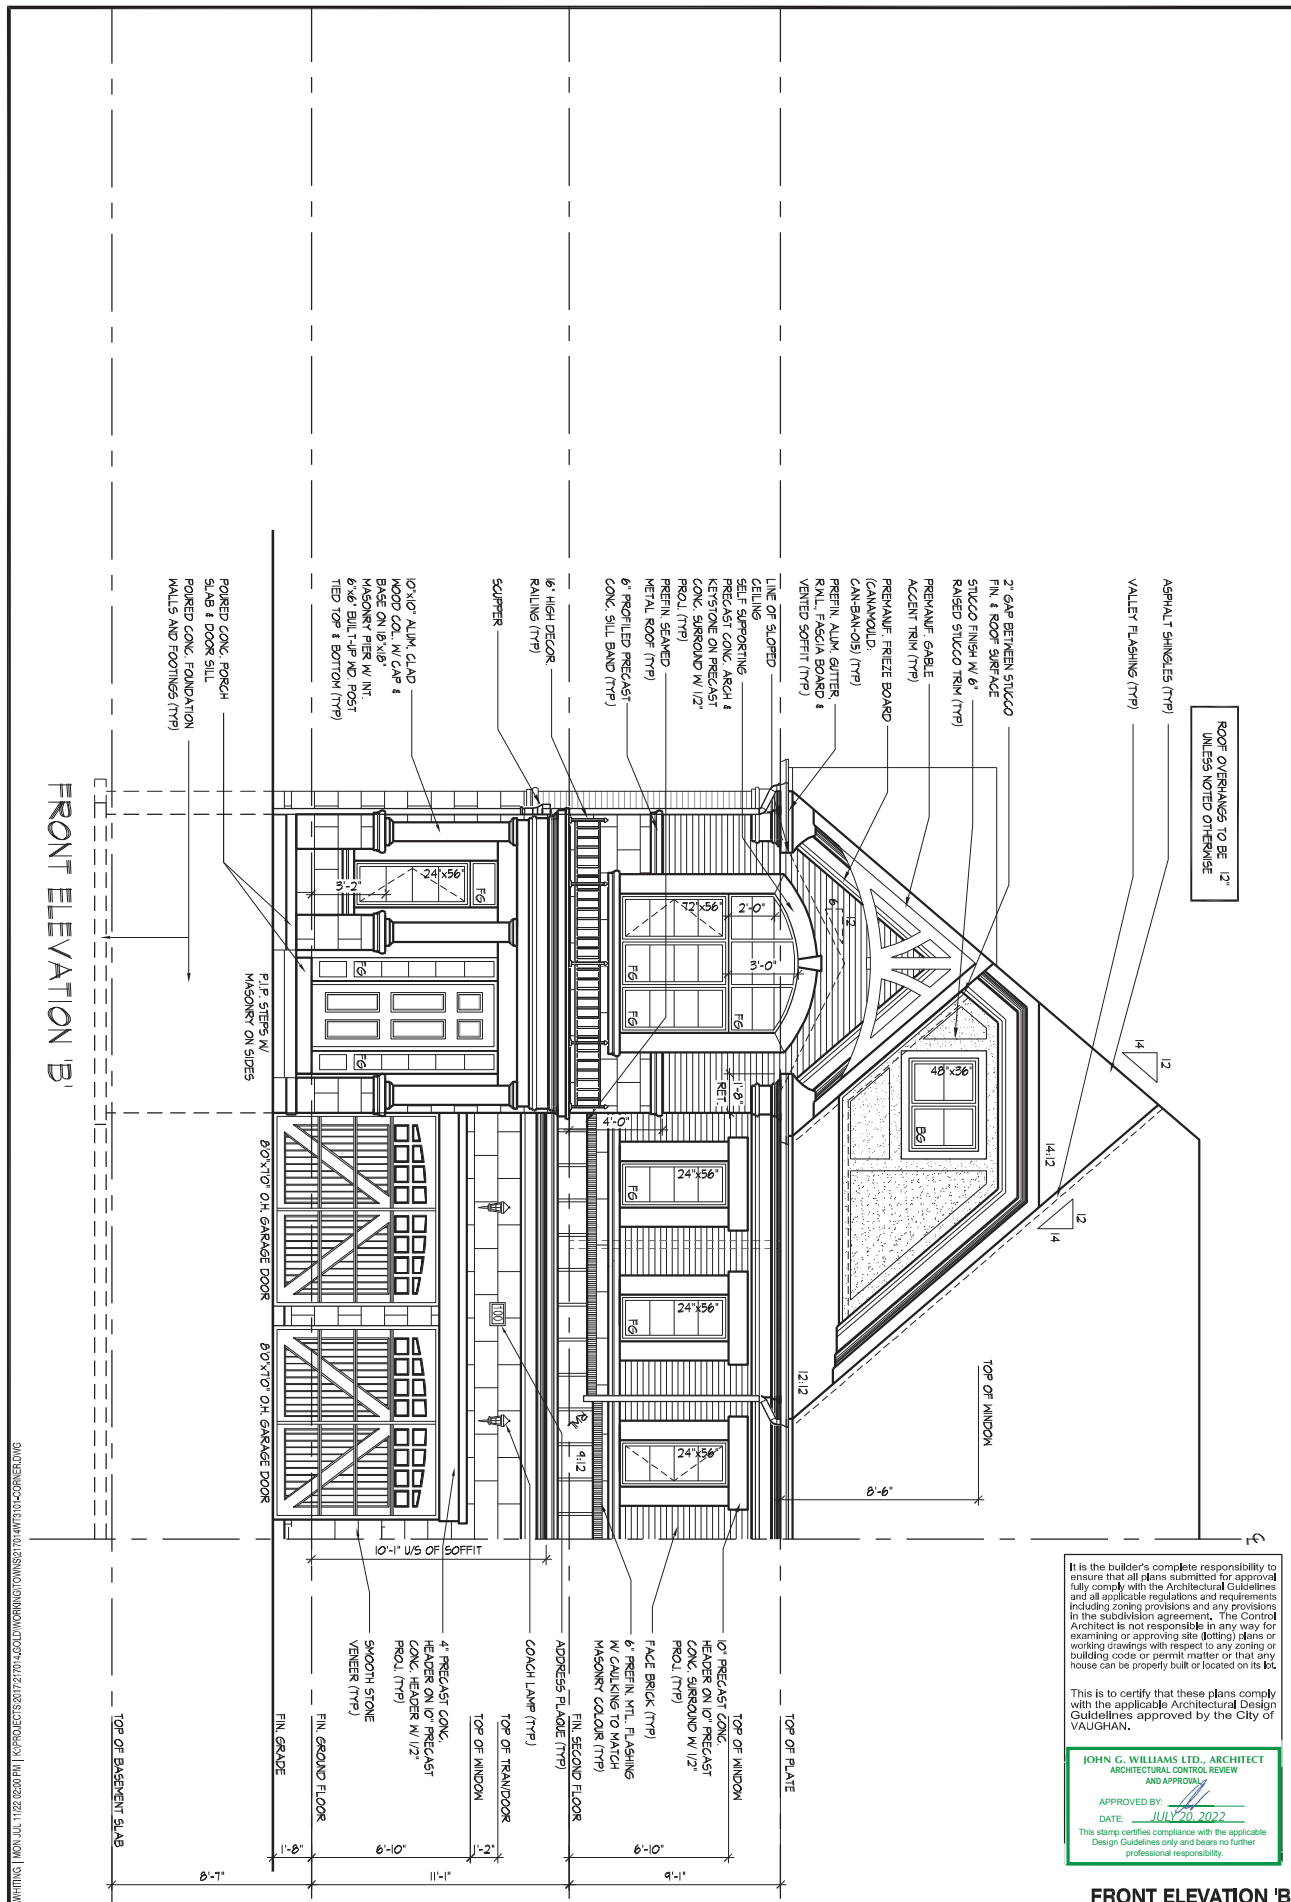 ROOF OVERHANGS TO BE 12"
UNLESS NOTED OTHERWISE
ASPHALT SHINGLES (TYP)
VALLEY FLASHING (TYP)
2" GAP BETWEEN STUCCO
FIN. & ROOF SURFACE
STUCCO FINISH W/ 6"
RAISED STUCCO TRIM (TYP)
PREMANUF. GABLE
ACCENT TRIM (TYP)
PREMANUF. FRIEZE BOARD
(CANAMOULD:
CAN-BAN-015) (TYP)
PREFIN. ALUM. GUTTER,
R.W.L., FASCIA BOARD &
VENTED SOFFIT (TYP)
LINE OF SLOPED
CEILING
SELF SUPPORTING
PRECAST CONC. ARCH &
KEYSTONE ON PRECAST
CONC. SURROUND W/ 1/2"
PROJ. (TYP)
PREFIN. SEAMED
METAL ROOF (TYP)
6" PROFILED PRECAST
CONC. SILL BAND (TYP)
16" HIGH DECOR.
RAILING (TYP)
SCUPPER
10"x10" ALUM. CLAD
WOOD COL. W/ CAP &
BASE ON 18"x18"
MASONRY PIER W/ INT.
6"x6" BUILT-UP WD. POST
TIED TOP & BOTTOM (TYP)
POURED CONC. PORCH
SLAB & DOOR SILL
POURED CONC. FOUNDATION
WALLS AND FOOTINGS (TYP)
12
14
12
14
14:12
12:12
12
6
48"x36"
BG
72"x56"
2'-0"
3'-0"
FG
FG
FG
1'-8"
RET.
4'-0"
24"x56"
FG
24"x56"
FG
24"x56"
9:12
RWL
24"x56"
FG
3'-2"
FG
FG
100
P.I.P. STEPS W/
MASONRY ON SIDES
8'0"x7'0" O.H. GARAGE DOOR
8'0"x7'0" O.H. GARAGE DOOR
TOP OF WINDOW
8'-6"
10'-1" U/S OF SOFFIT
10" PRECAST CONC.
HEADER ON 10" PRECAST
CONC. SURROUND W/ 1/2"
PROJ. (TYP)
FACE BRICK (TYP)
6" PREFIN. MTL. FLASHING
W/ CAULKING TO MATCH
MASONRY COLOUR (TYP)
ADDRESS PLAQUE (TYP)
COACH LAMP (TYP.)
4" PRECAST CONC.
HEADER ON 10" PRECAST
CONC. HEADER W/ 1/2"
PROJ. (TYP)
SMOOTH STONE
VENEER (TYP.)
TOP OF PLATE
TOP OF WINDOW
FIN. SECOND FLOOR
TOP OF TRAN/DOOR
TOP OF WINDOW
FIN. GROUND FLOOR
FIN. GRADE
TOP OF BASEMENT SLAB
9'-1"
6'-10"
11'-1"
1'-2"
6'-10"
1'-8"
8'-7"
FRONT ELEVATION 'B'
It is the builder's complete responsibility to
ensure that all plans submitted for approval
fully comply with the Architectural Guidelines
and all applicable regulations and requirements
including zoning provisions and any provisions
in the subdivision agreement. The Control
Architect is not responsible in any way for
examining or approving site (lotting) plans or
working drawings with respect to any zoning or
building code or permit matter or that any
house can be properly built or located on its lot.
This is to certify that these plans comply
with the applicable Architectural Design
Guidelines approved by the City of
VAUGHAN.
JOHN G. WILLIAMS LTD., ARCHITECT
ARCHITECTURAL CONTROL REVIEW
AND APPROVAL
APPROVED BY:
DATE: JULY 20, 2022
This stamp certifies compliance with the applicable
Design Guidelines only and bears no further
professional responsibility.
FRONT ELEVATION 'B